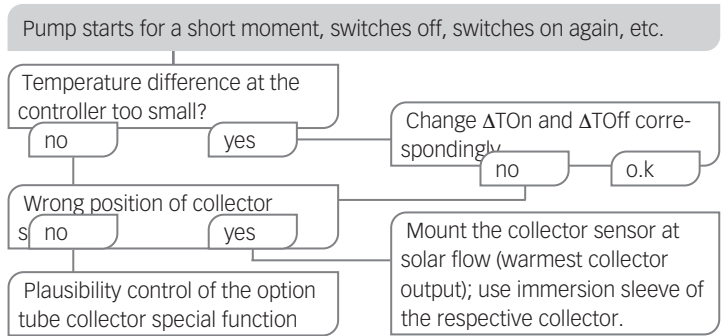 Pump starts for a short moment, switches off, switches on again, etc.
Temperature difference at the
controller too small?
no
yes
Change ΔTOn and ΔTOff corre-
spondingly
no
o.k
Wrong position of collector
no
yes
Mount the collector sensor at
solar flow (warmest collector
output); use immersion sleeve of
the respective collector.
Plausibility control of the option
tube collector special function